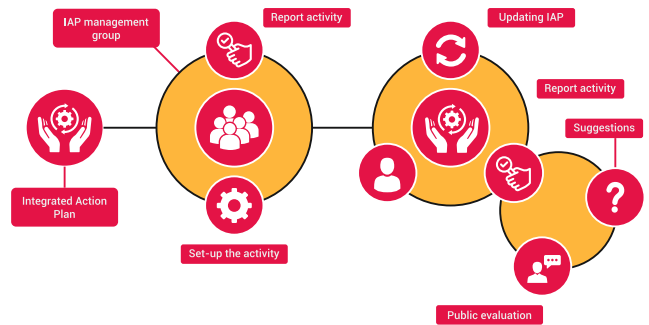 IAP management
group
Report activity
Updating IAP
Report activity
Suggestions
Integrated Action
Plan
Set-up the activity
Public evaluation